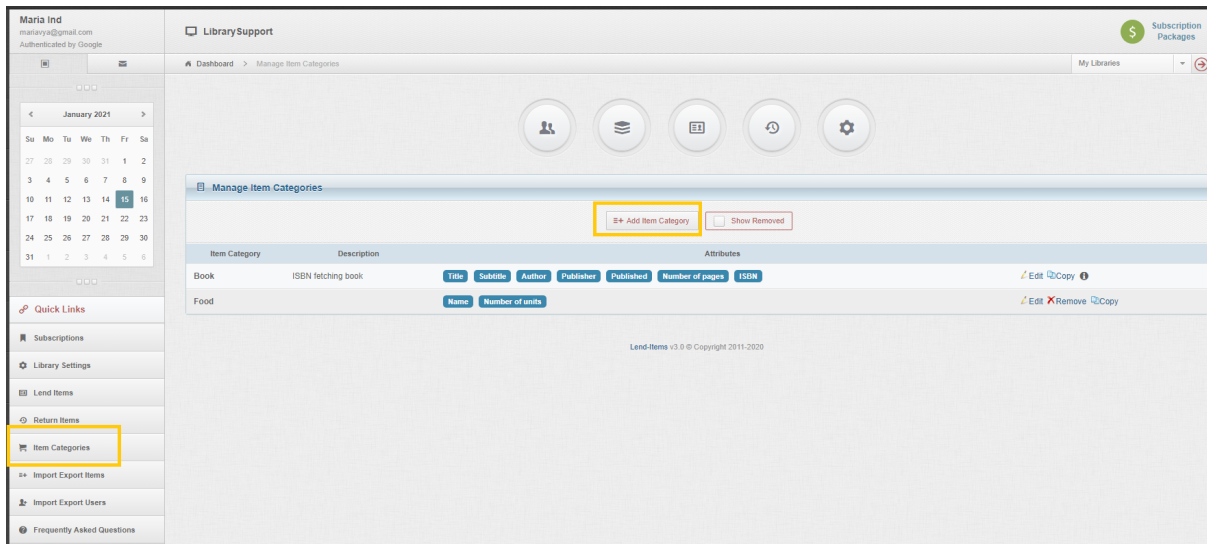 Maria Ind
mariavya@gmail.com
Authenticated by Google
LibrarySupport
$
Subscription
Packages
Dashboard > Manage Item Categories
My Libraries
January 2021
Su Mo Tu We Th Fr Sa
27 28 29 30 31 1 2
3 4 5 6 7 8 9
10 11 12 13 14 15 16
17 18 19 20 21 22 23
24 25 26 27 28 29 30
31 1 2 3 4 5 6
Quick Links
Subscriptions
Library Settings
Lend Items
Return Items
Item Categories
Import Export Items
Import Export Users
Frequently Asked Questions
Manage Item Categories
Add Item Category
Show Removed
Item Category Description Attributes
Book ISBN fetching book Title Subtitle Author Publisher Published Number of pages ISBN Edit Copy
Food Name Number of units Edit Remove Copy
Lend-Items v3.0 © Copyright 2011-2020